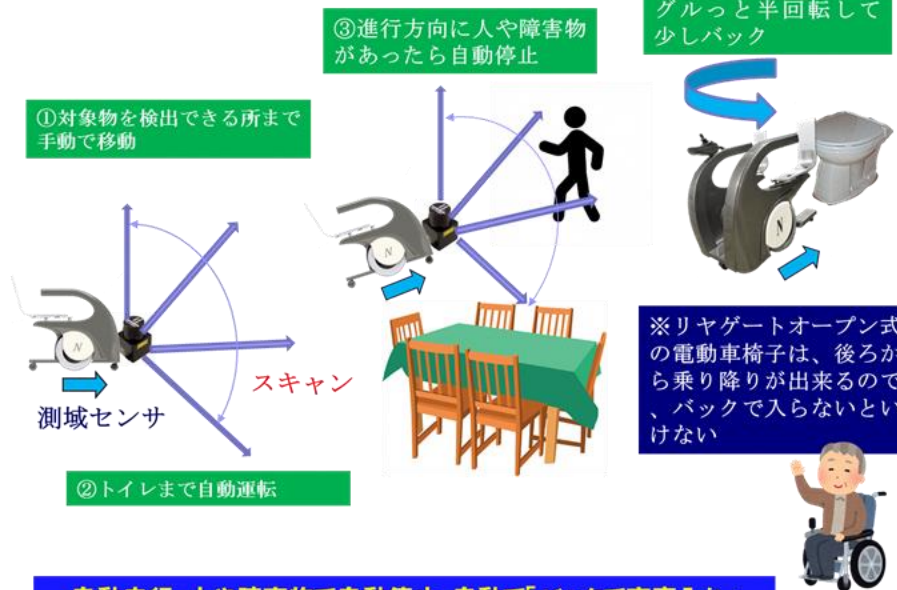 ③進行方向に人や障害物
があったら自動停止
グルっと半回転して
少しバック
①対象物を検出できる所まで
手動で移動
N
N
N
スキャン
測域センサ
②トイレまで自動運転
※リヤゲートオープン式
の電動車椅子は、後ろか
ら乗り降りが出来るので
、バックで入らないとい
けない